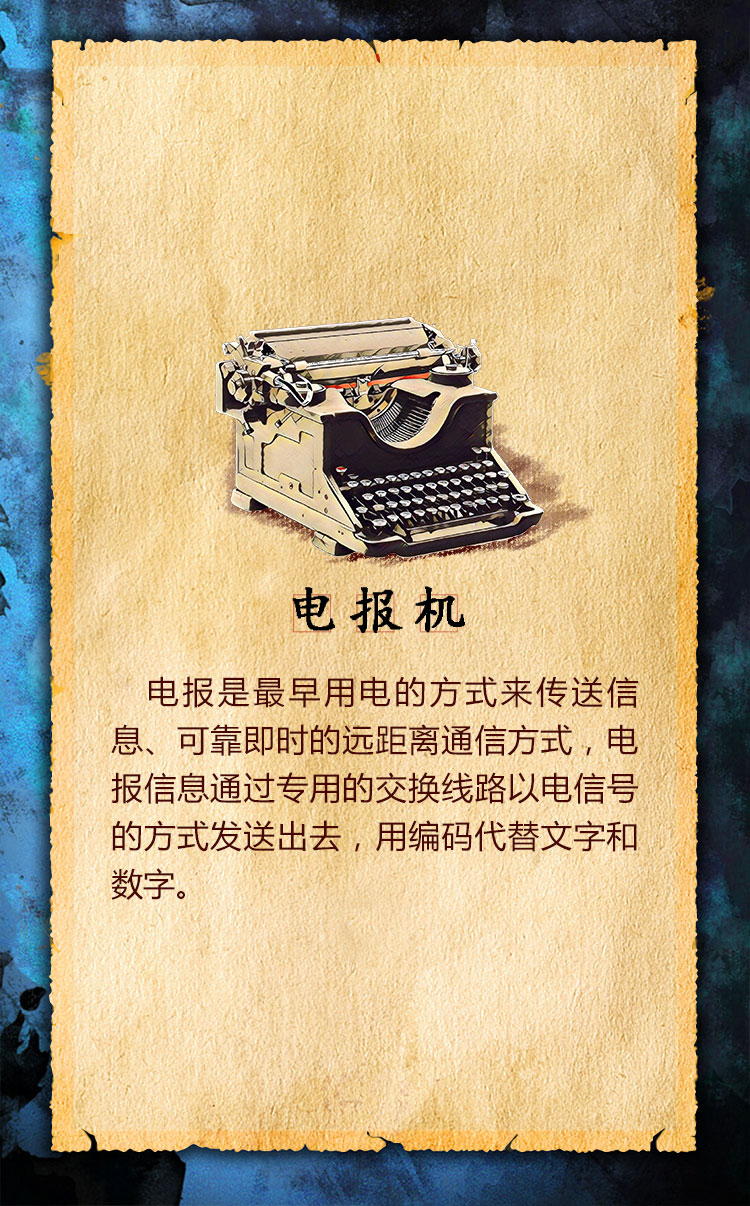 电报机
电报是最早用电的方式来传送信
息、可靠即时的远距离通信方式，电
报信息通过专用的交换线路以电信号
的方式发送出去，用编码代替文字和
数字。